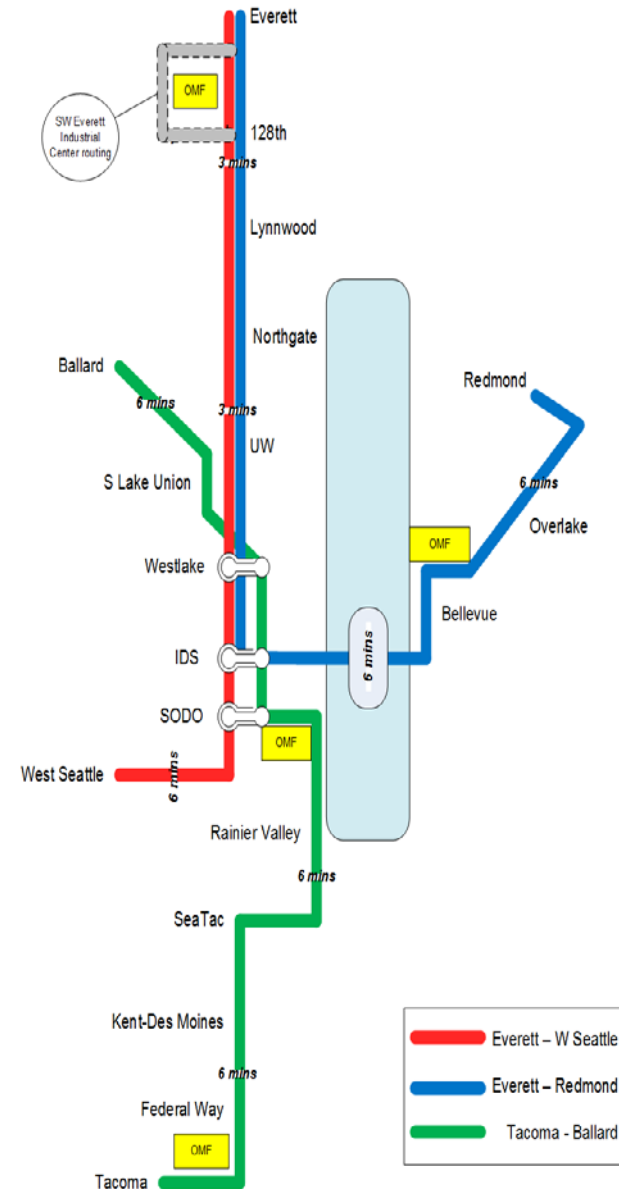 Everett
OMF
SW Everett
Industrial
Center routing
128th
3 mins
Lynnwood
Northgate
Ballard
Redmond
6 mins
3 mins
UW
S Lake Union
6 mins
Overlake
OMF
Westlake
Bellevue
IDS
6 mins
SODO
OMF
West Seattle
6 mins
Rainier Valley
6 mins
SeaTac
Kent-Des Moines
Everett – W Seattle
6 mins
Everett – Redmond
Federal Way
Tacoma - Ballard
OMF
Tacoma